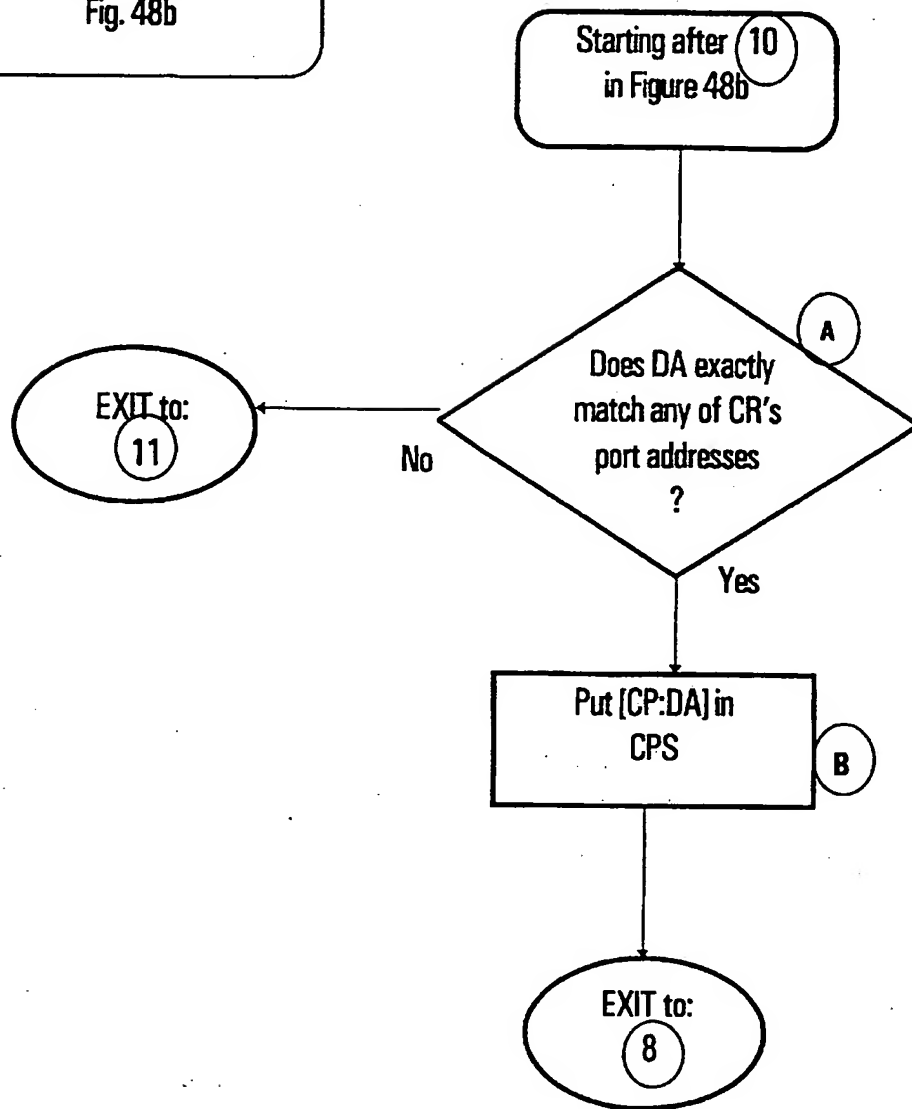 Fig. 48b
Starting after 10
in Figure 48b
A
Does DA exactly
match any of CR's
port addresses
?
EXIT to:
11
No
Yes
Put [CP:DA] in
CPS
B
EXIT to:
8